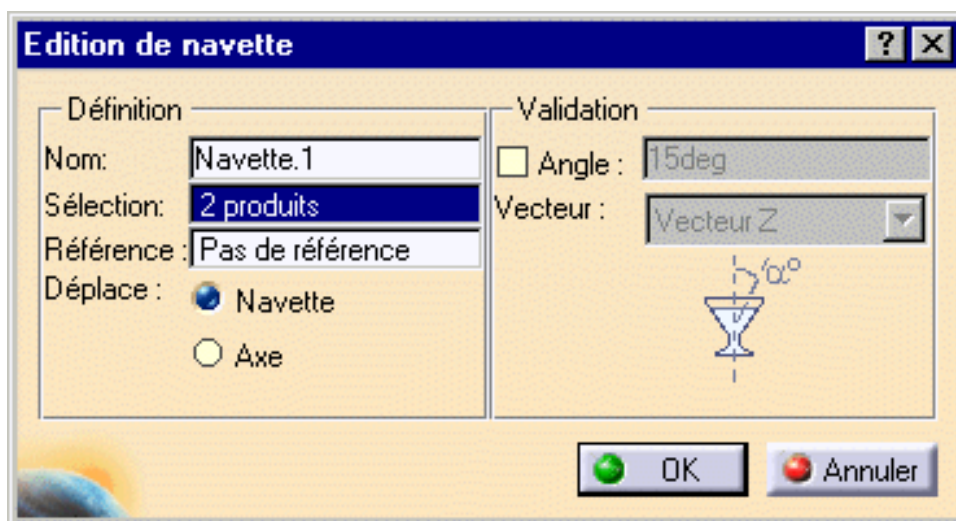 Edition de navette
Définition
Nom: Navette.1
Sélection: 2 produits
Référence : Pas de référence
Déplace : Navette
Axe
Validation
Angle : 15deg
Vecteur : Vecteur Z
α°
OK Annuler